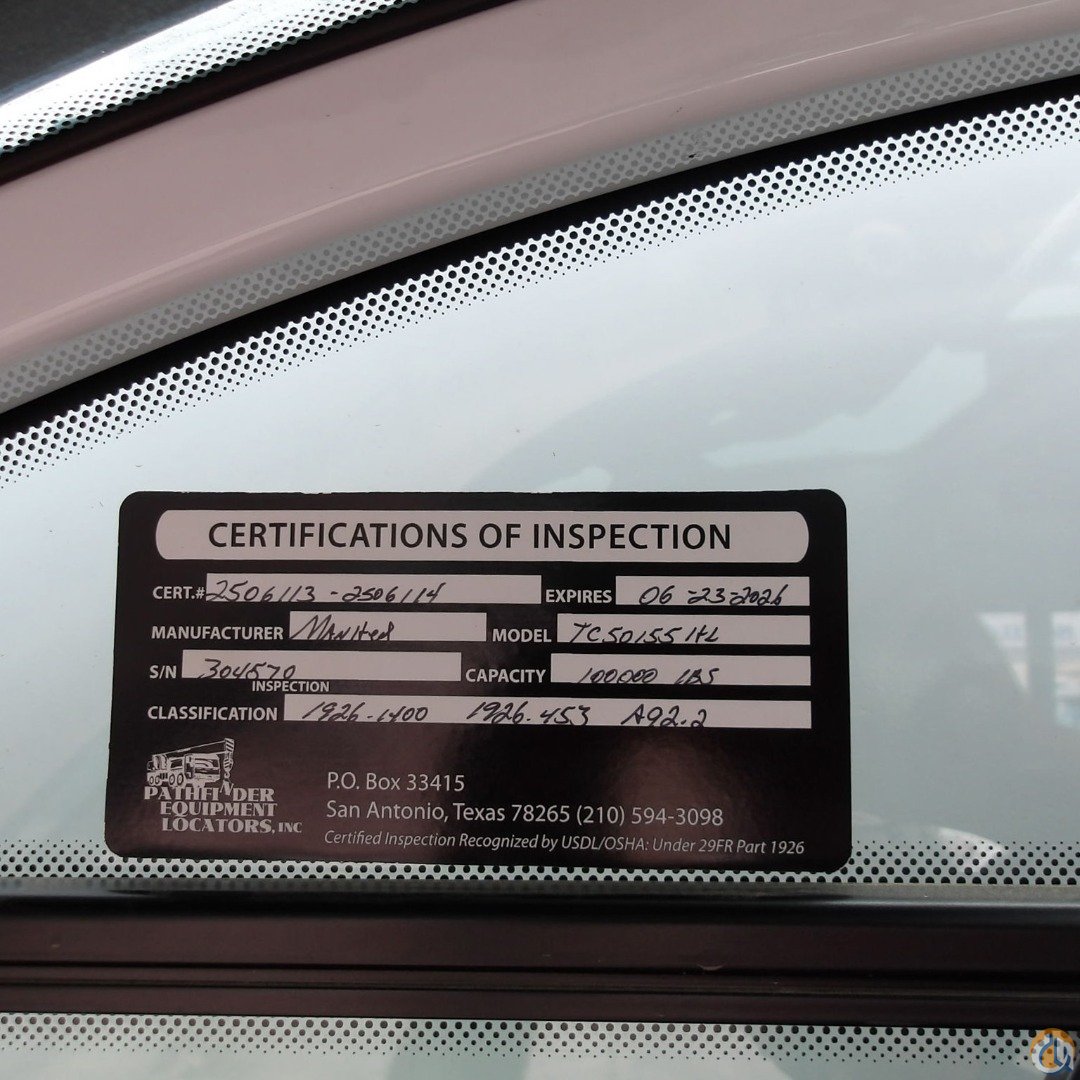 CERTIFICATIONS OF INSPECTION
CERT.# 2506113 - 2506114 EXPIRES 06-23-2026
MANUFACTURER Manitex MODEL TC50155HL
S/N 304570 CAPACITY 100000 LBS
INSPECTION
CLASSIFICATION 1926-1400 1926.453 A92.2
PATHFINDER
EQUIPMENT
LOCATORS, INC
P.O. Box 33415
San Antonio, Texas 78265 (210) 594-3098
Certified Inspection Recognized by USDL/OSHA: Under 29FR Part 1926